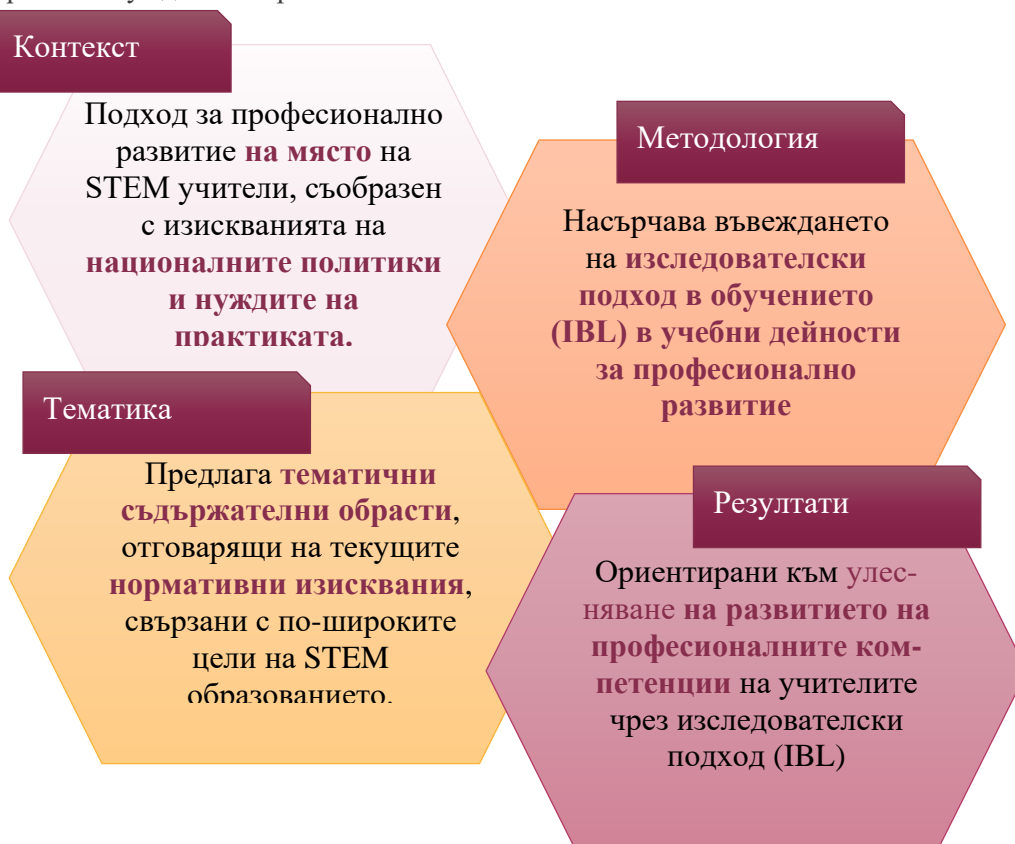 Контекст
Подход за професионално
развитие на място на
STEM учители, съобразен
с изискванията на
националните политики
и нуждите на
практиката.
Методология
Насърчава въвеждането
на изследователски
подход в обучението
(IBL) в учебни дейности
за професионално
развитие
Тематика
Предлага тематични
съдържателни обрасти,
отговарящи на текущите
нормативни изисквания,
свързани с по-широките
цели на STEM
образованието.
Резултати
Ориентирани към улес-
няване на развитието на
професионалните ком-
петенции на учителите
чрез изследователски
подход (IBL)